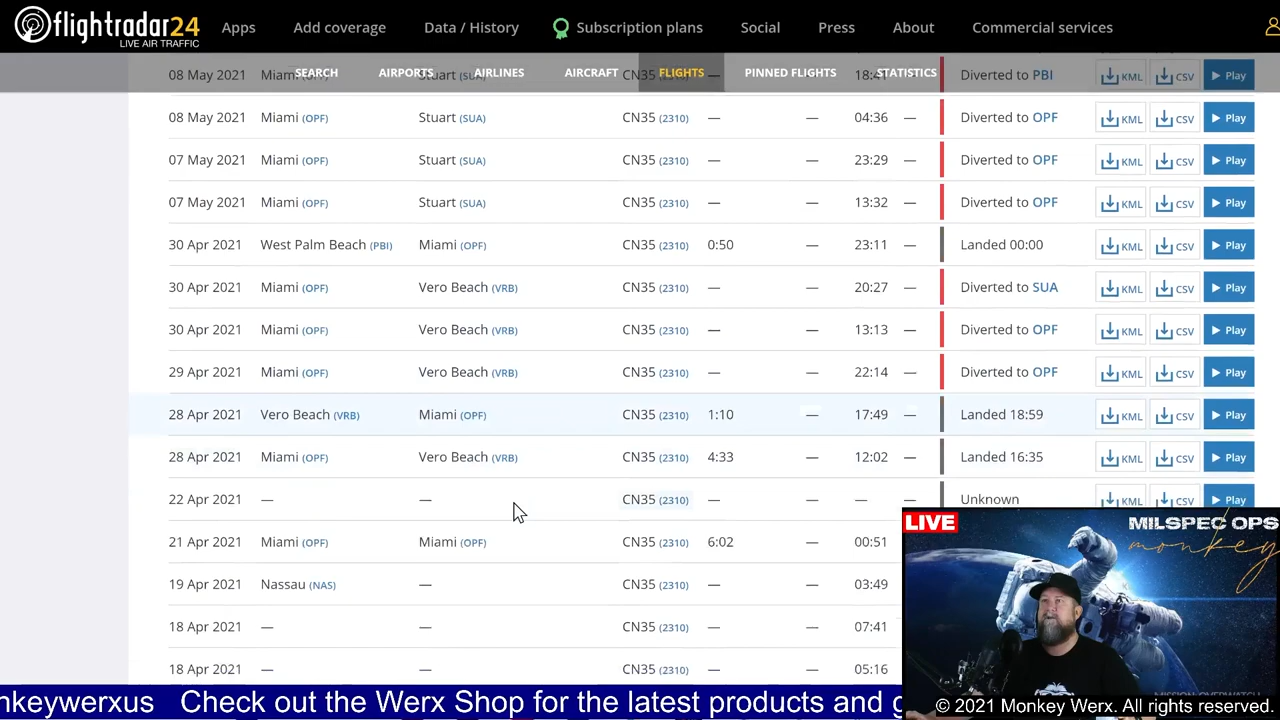 flightradar24 Apps Add coverage Data / History Subscription plans Social Press About Commercial services
LIVE AIR TRAFFIC
SEARCH AIRPORTS AIRLINES AIRCRAFT FLIGHTS PINNED FLIGHTS STATISTICS
08 May 2021 Miami Stuart CN35 (2310) — — Diverted to PBI KML CSV Play
08 May 2021 Miami (OPF) Stuart (SUA) CN35 (2310) — — 04:36 — Diverted to OPF KML CSV Play
07 May 2021 Miami (OPF) Stuart (SUA) CN35 (2310) — — 23:29 — Diverted to OPF KML CSV Play
07 May 2021 Miami (OPF) Stuart (SUA) CN35 (2310) — — 13:32 — Diverted to OPF KML CSV Play
30 Apr 2021 West Palm Beach (PBI) Miami (OPF) CN35 (2310) 0:50 — 23:11 — Landed 00:00 KML CSV Play
30 Apr 2021 Miami (OPF) Vero Beach (VRB) CN35 (2310) — — 20:27 — Diverted to SUA KML CSV Play
30 Apr 2021 Miami (OPF) Vero Beach (VRB) CN35 (2310) — — 13:13 — Diverted to OPF KML CSV Play
29 Apr 2021 Miami (OPF) Vero Beach (VRB) CN35 (2310) — — 22:14 — Diverted to OPF KML CSV Play
28 Apr 2021 Vero Beach (VRB) Miami (OPF) CN35 (2310) 1:10 — 17:49 — Landed 18:59 KML CSV Play
28 Apr 2021 Miami (OPF) Vero Beach (VRB) CN35 (2310) 4:33 — 12:02 — Landed 16:35 KML CSV Play
22 Apr 2021 — — CN35 (2310) — — — — Unknown KML CSV Play
21 Apr 2021 Miami (OPF) Miami (OPF) CN35 (2310) 6:02 — 00:51
19 Apr 2021 Nassau (NAS) — CN35 (2310) — — 03:49
18 Apr 2021 — — CN35 (2310) — — 07:41
18 Apr 2021 — — CN35 (2310) — — 05:16
LIVE
MILSPEC OPS
monkey
nkeywerxus Check out the Werx Shop for the latest products and g
© 2021 Monkey Werx. All rights reserved.